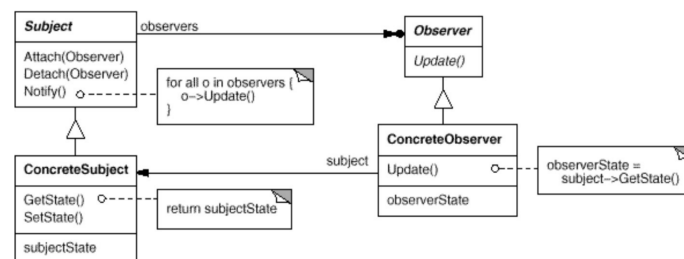 Subject
observers
Observer
Attach(Observer)
Detach(Observer)
Notify()
for all o in observers {
o->Update()
}
Update()
ConcreteSubject
subject
ConcreteObserver
GetState()
SetState()
return subjectState
subjectState
Update()
observerState
observerState =
subject->GetState()